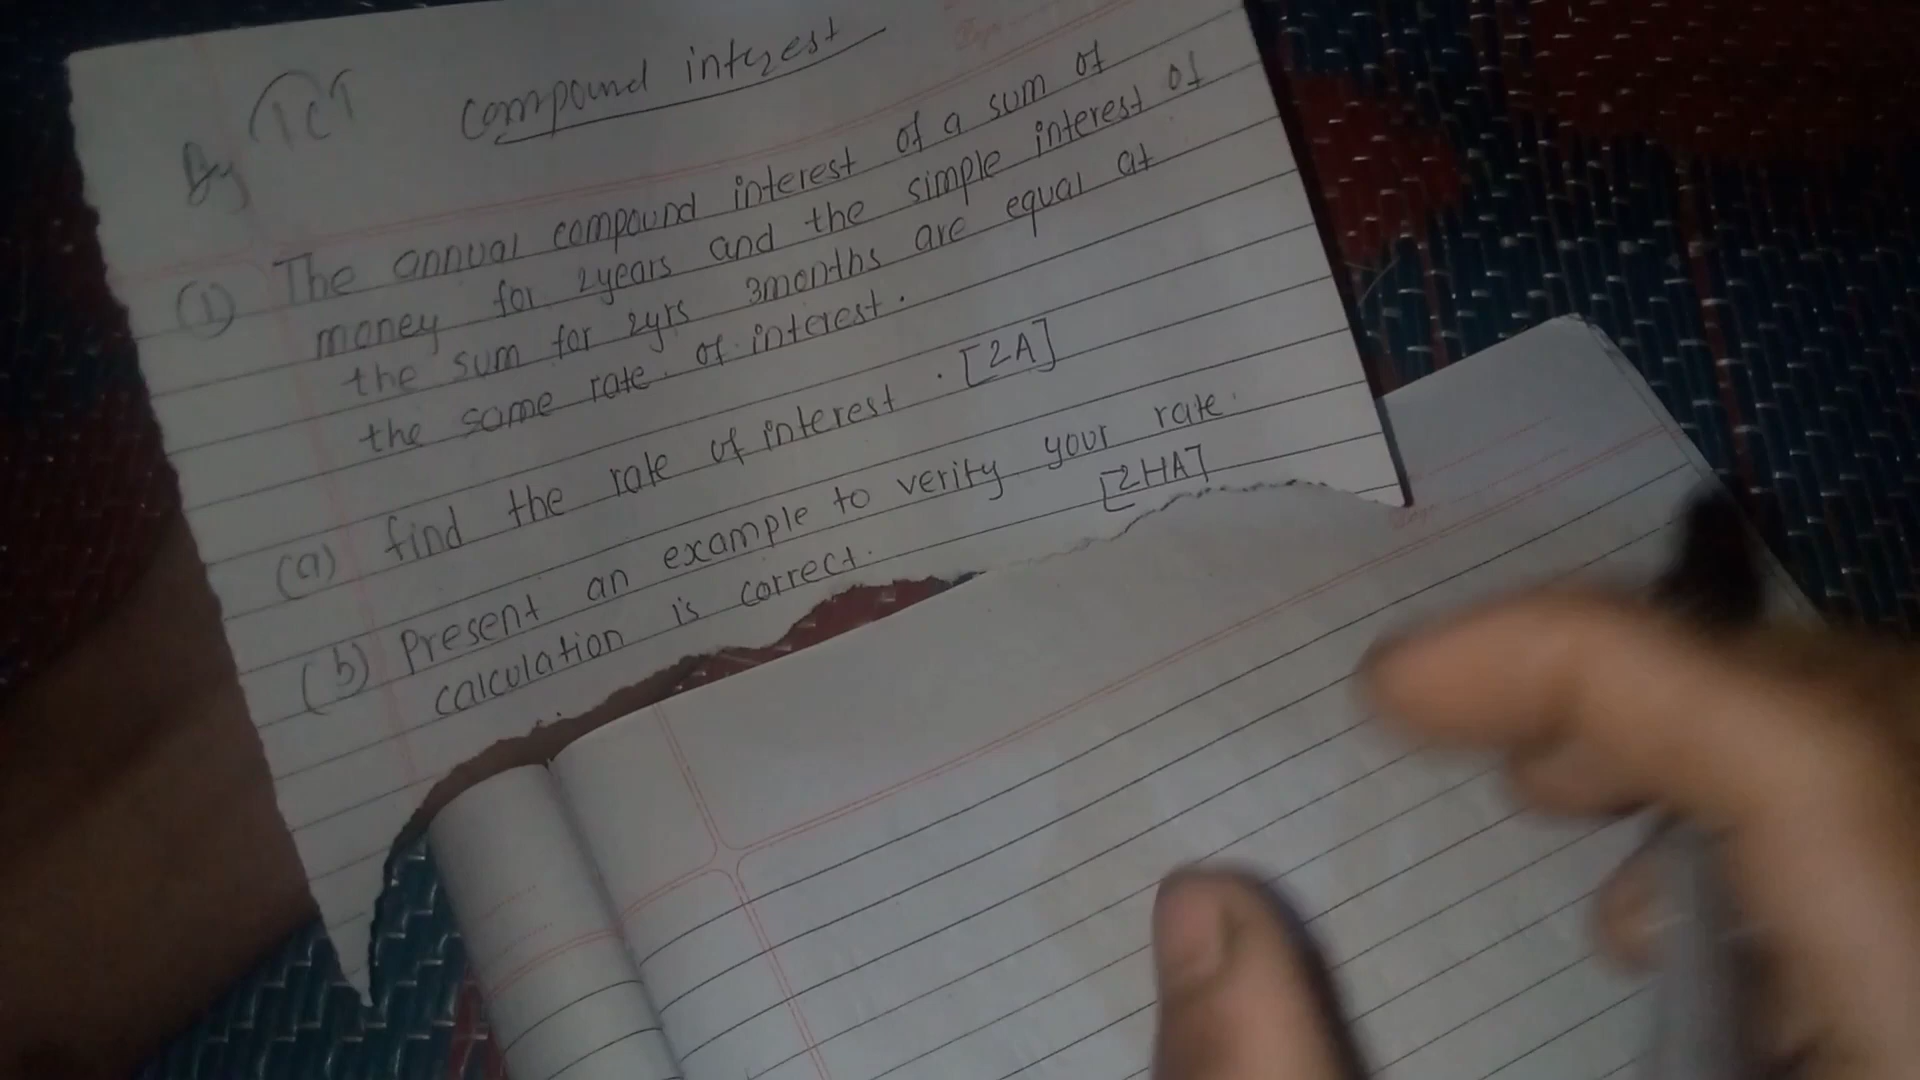 By
compound interest
(1) The annual compound interest of a sum of
money for 2years and the simple interest of
the sum for 2yrs 3months are equal at
the same rate of interest.
(a) find the rate of interest. [2A]
(b) Present an example to verify your rate
calculation is correct. [2HA]